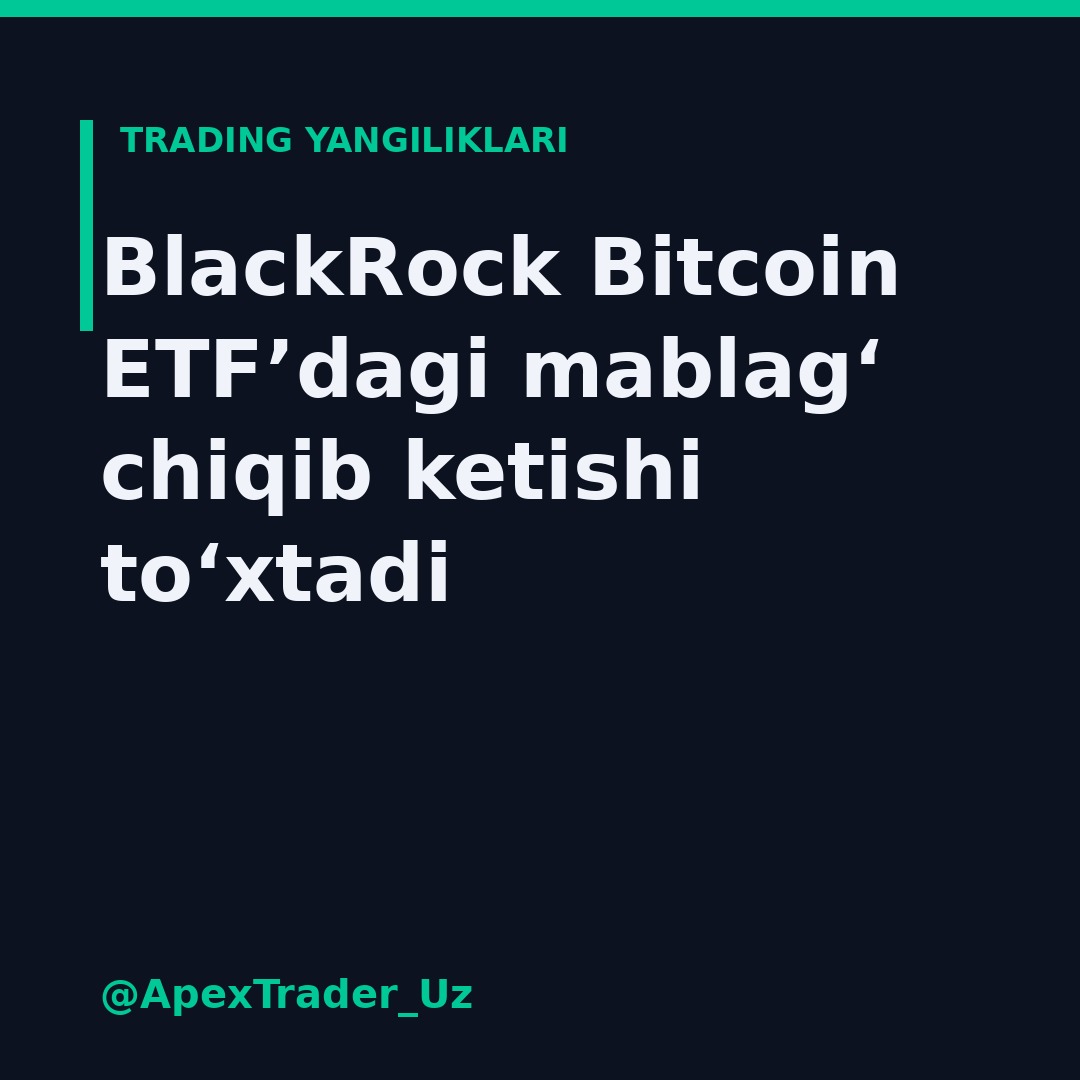 TRADING YANGILIKLARI
BlackRock Bitcoin
ETF’dagi mablag‘
chiqib ketishi
to‘xtadi
@ApexTrader_Uz